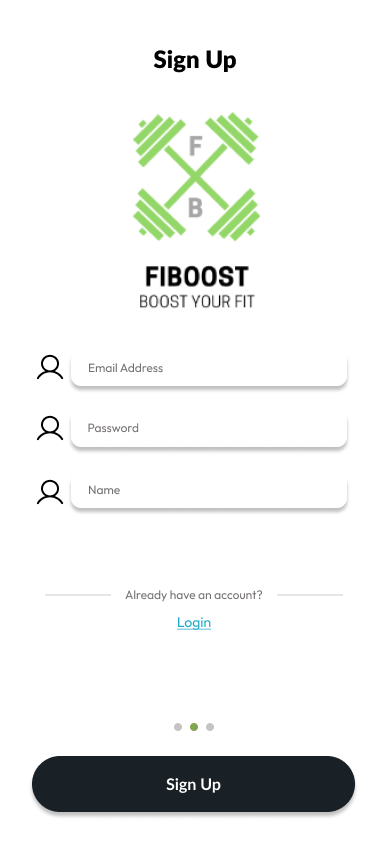 Sign Up
F
B
FIBOOST
BOOST YOUR FIT
Email Address
Password
Name
Already have an account?
Login
Sign Up